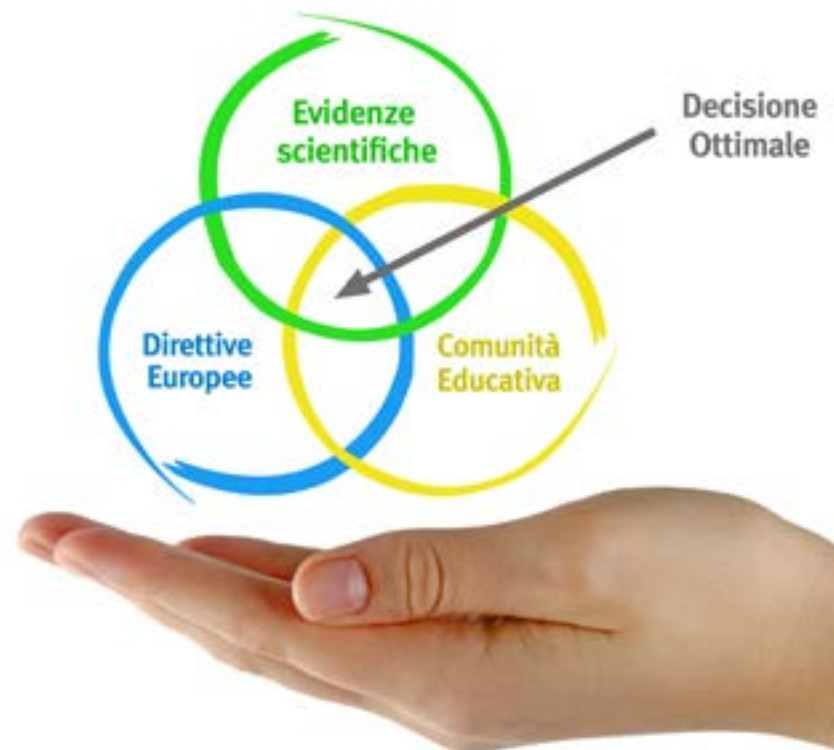 Evidenze
scientifiche
Decisione
Ottimale
Direttive
Europee
Comunità
Educativa